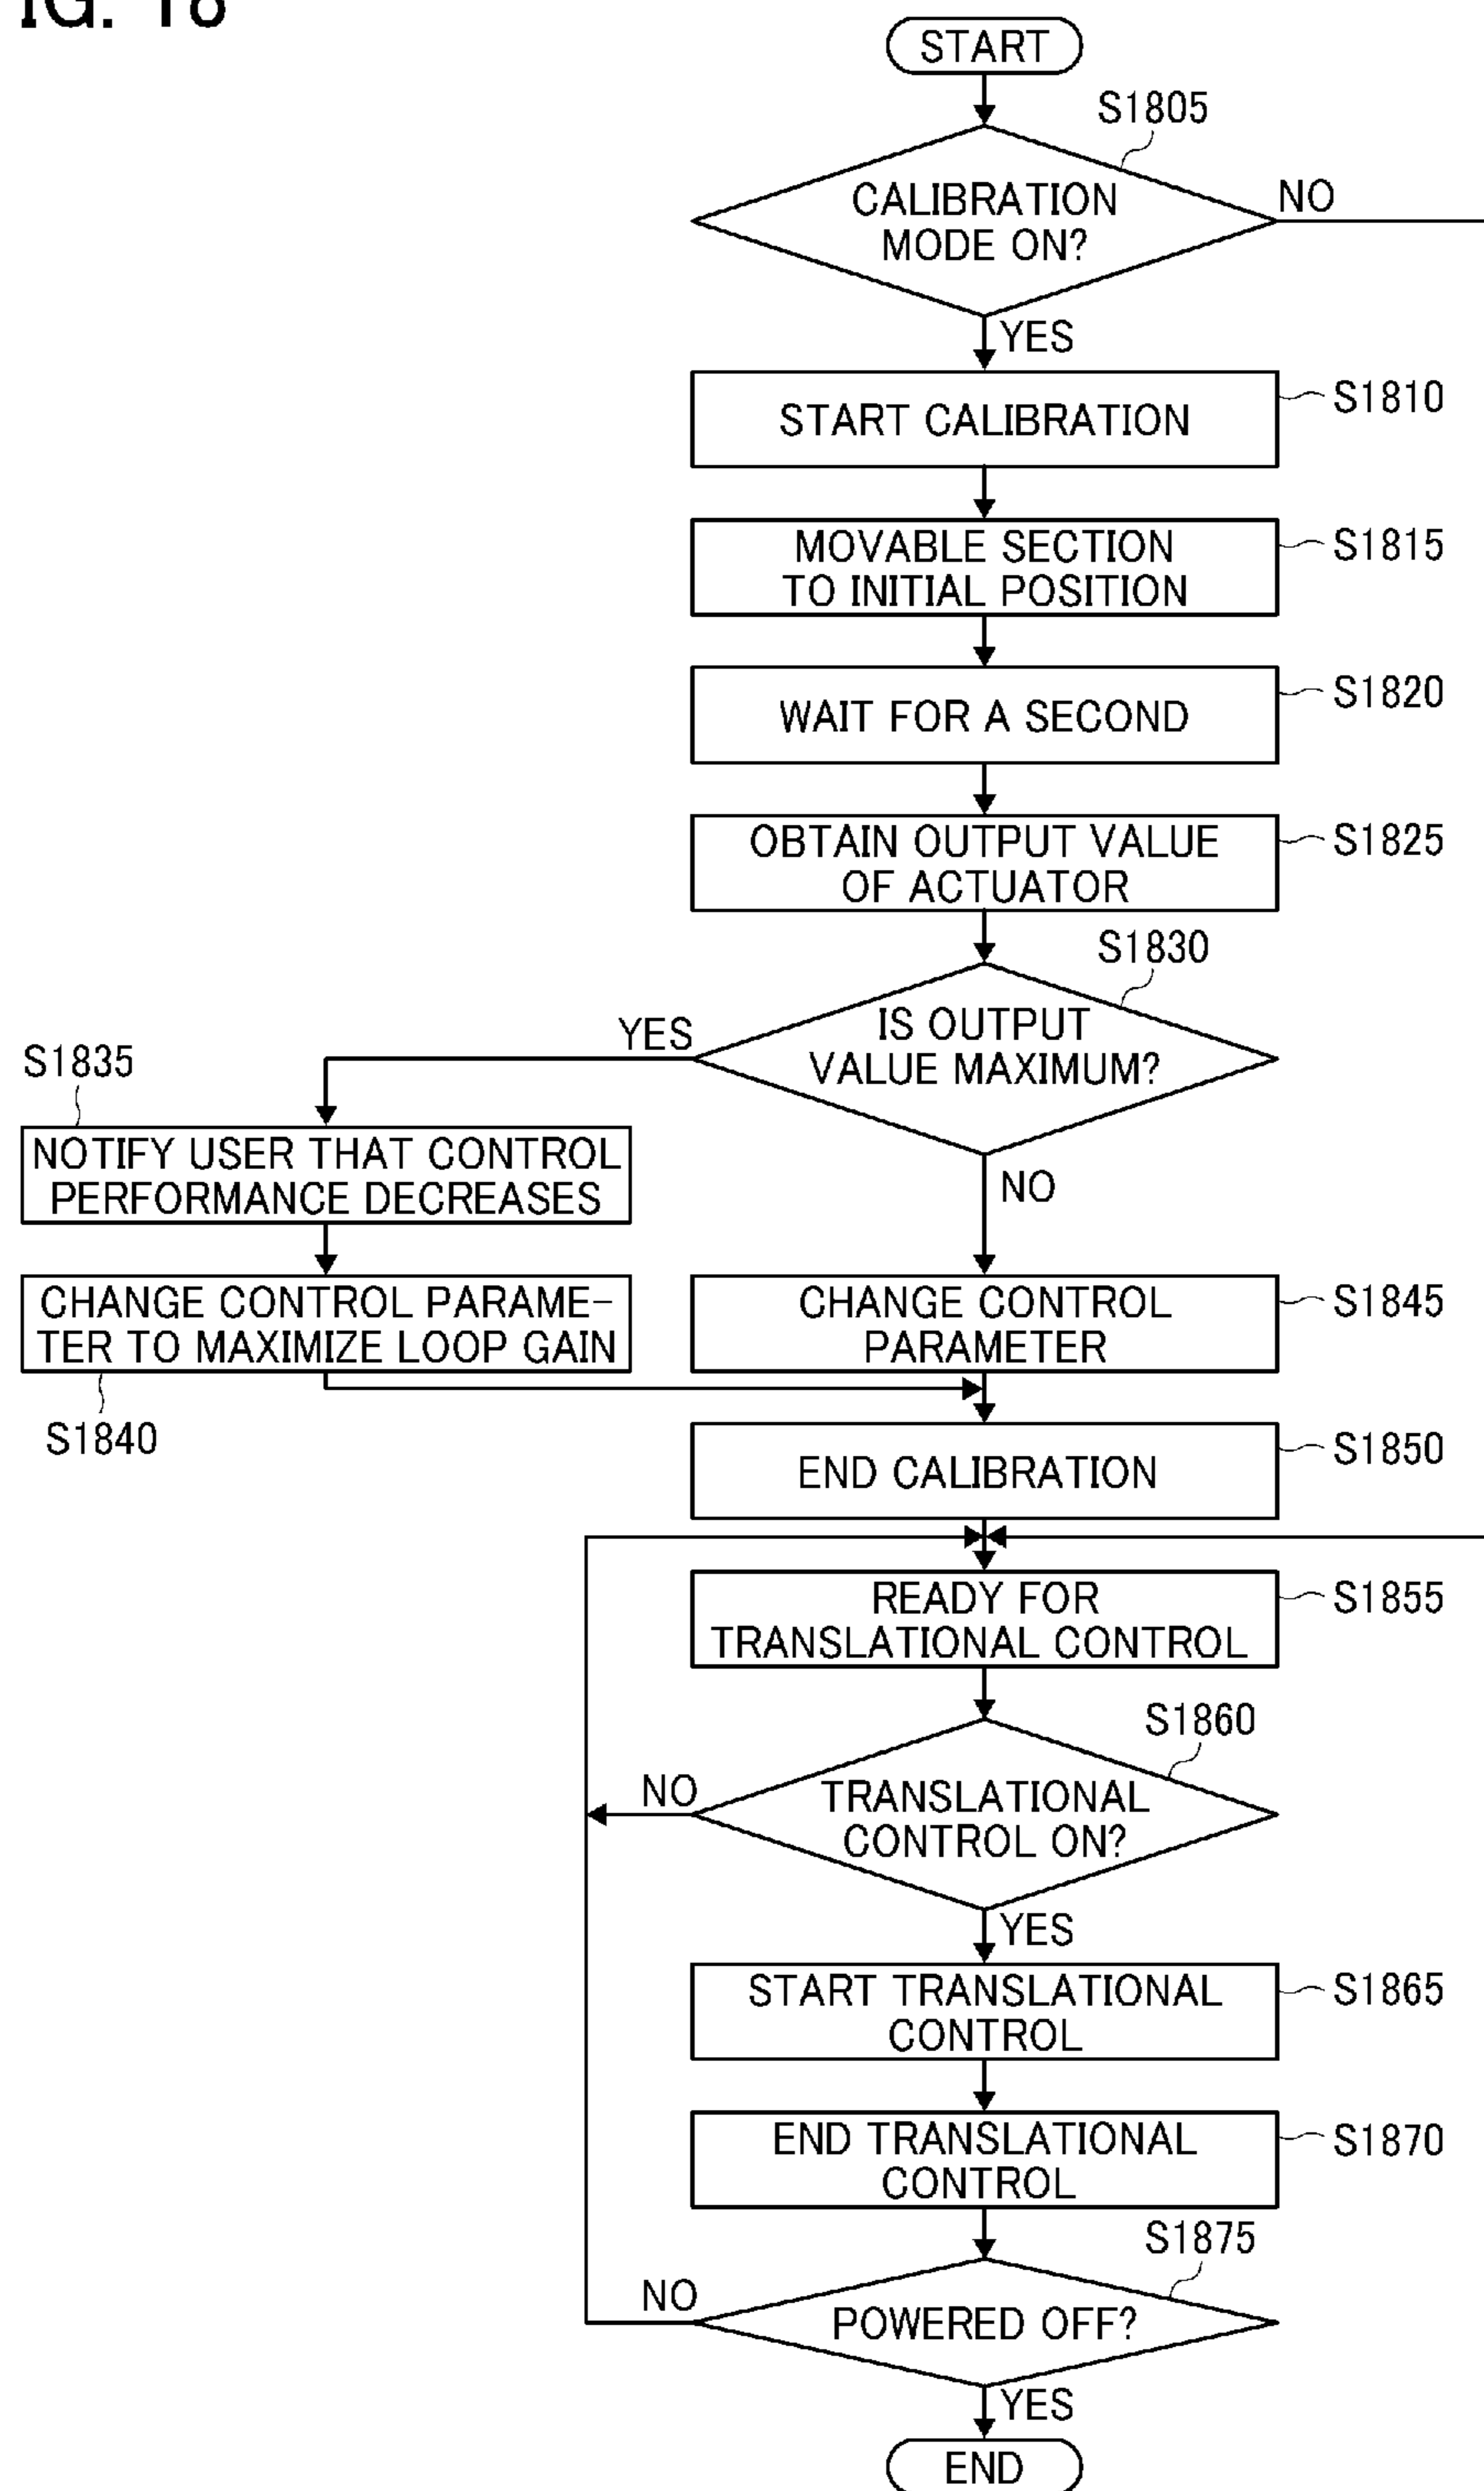 IG. 18
START
S1805
CALIBRATION
MODE ON?
NO
YES
START CALIBRATION
S1810
MOVABLE SECTION
TO INITIAL POSITION
S1815
WAIT FOR A SECOND
S1820
OBTAIN OUTPUT VALUE
OF ACTUATOR
S1825
S1830
IS OUTPUT
VALUE MAXIMUM?
YES
NO
S1835
NOTIFY USER THAT CONTROL
PERFORMANCE DECREASES
CHANGE CONTROL PARAME-
TER TO MAXIMIZE LOOP GAIN
S1840
CHANGE CONTROL
PARAMETER
S1845
END CALIBRATION
S1850
READY FOR
TRANSLATIONAL CONTROL
S1855
S1860
TRANSLATIONAL
CONTROL ON?
NO
YES
START TRANSLATIONAL
CONTROL
S1865
END TRANSLATIONAL
CONTROL
S1870
S1875
POWERED OFF?
NO
YES
END